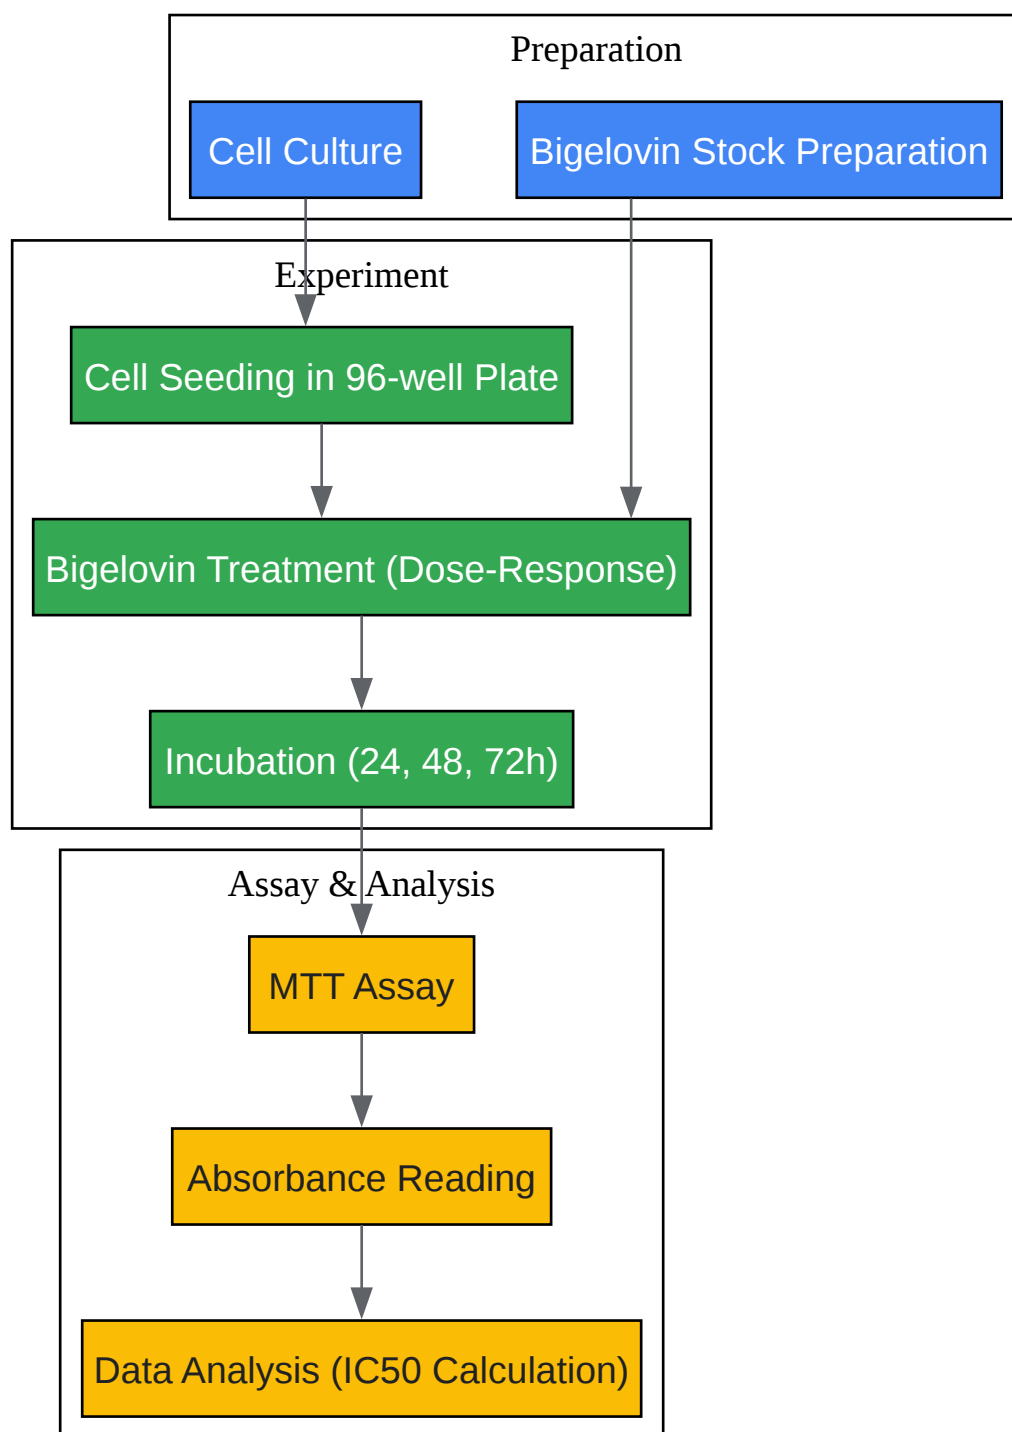 Preparation
Cell Culture
Bigelovin Stock Preparation
Experiment
Cell Seeding in 96-well Plate
Bigelovin Treatment (Dose-Response)
Incubation (24, 48, 72h)
Assay & Analysis
MTT Assay
Absorbance Reading
Data Analysis (IC50 Calculation)